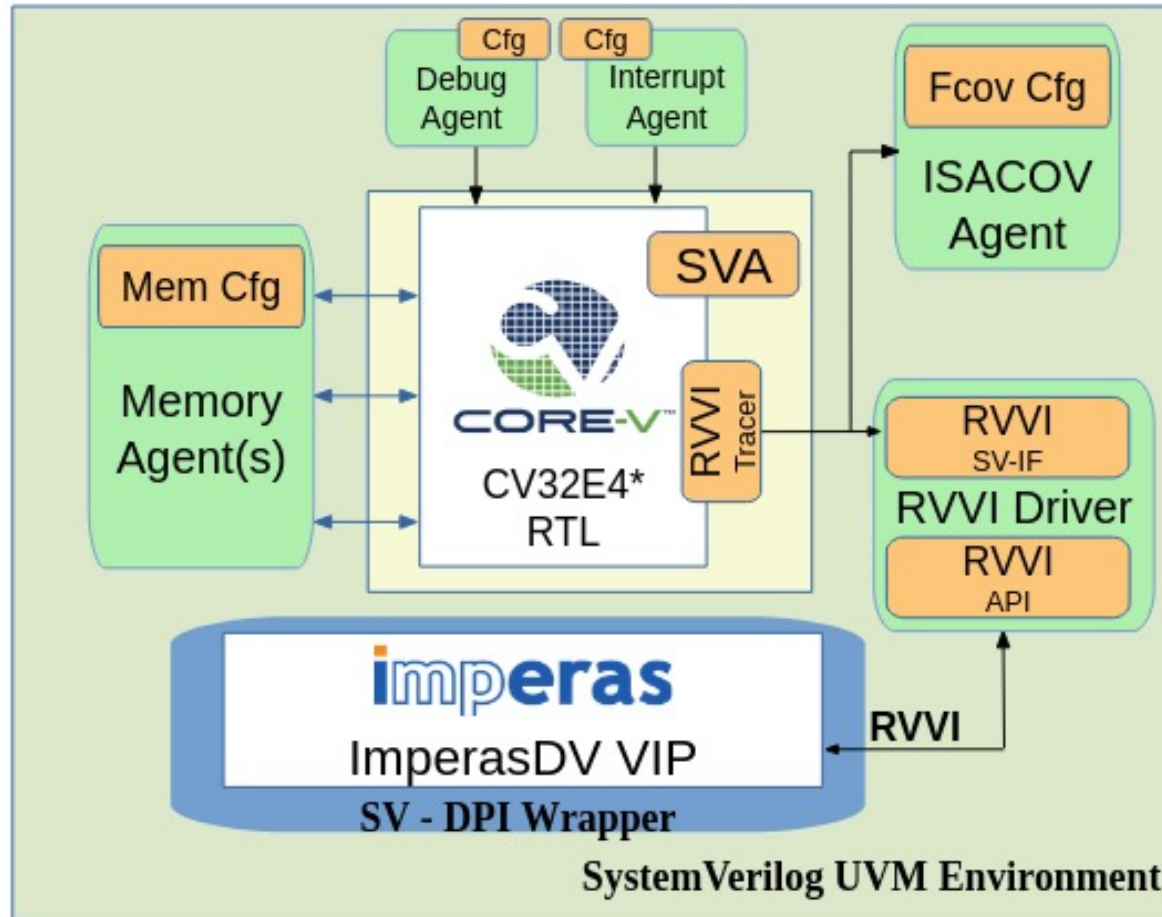 Cfg
Debug
Agent
Cfg
Interrupt
Agent
Fcov Cfg
ISACOV
Agent
Mem Cfg
Memory
Agent(s)
SVA
CORE-V™
CV32E4*
RTL
RVVI
Tracer
RVVI
SV-IF
RVVI Driver
RVVI
API
imperas
ImperasDV VIP
SV - DPI Wrapper
RVVI
SystemVerilog UVM Environment